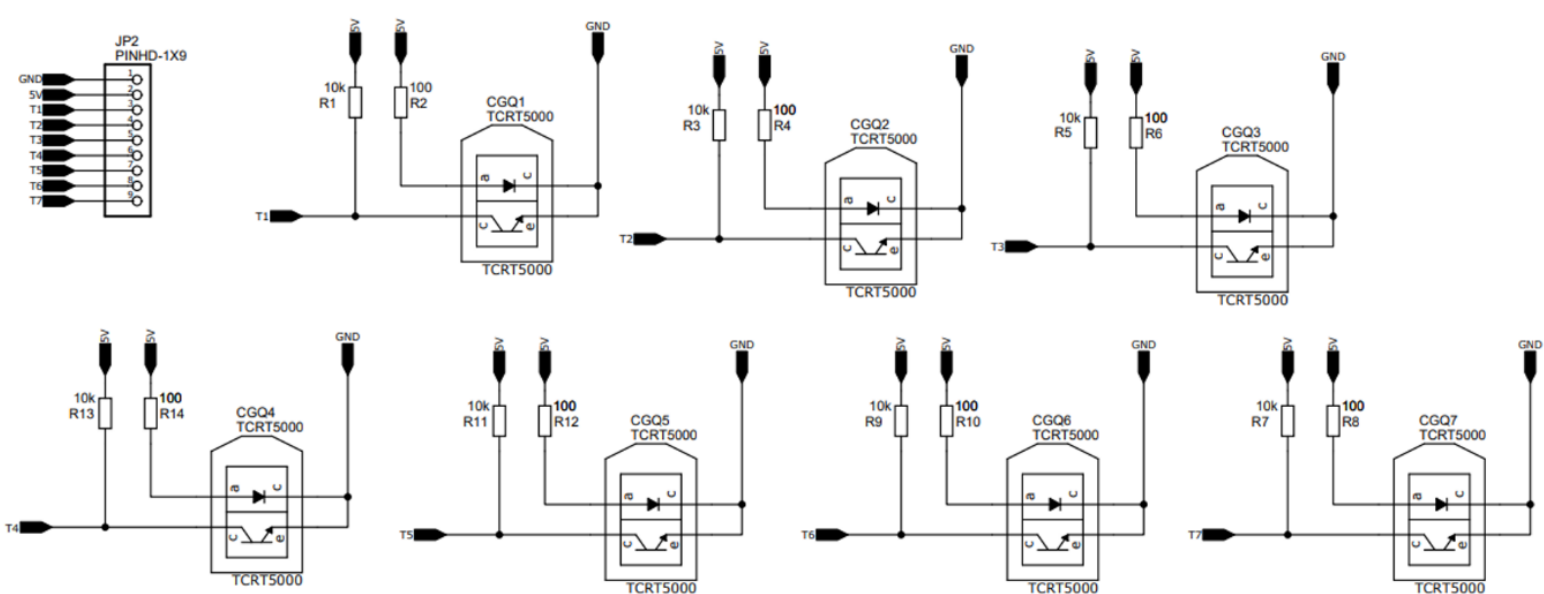 JP2
PINHD-1X9
GND
5V
T1
T2
T3
T4
T5
T6
T7
1
2
3
4
5
6
7
8
9
5V
5V
GND
10k
R1
100
R2
CGQ1
TCRT5000
a
c
c
e
T1
TCRT5000
5V
5V
GND
10k
R3
100
R4
CGQ2
TCRT5000
a
c
c
e
T2
TCRT5000
5V
5V
GND
10k
R5
100
R6
CGQ3
TCRT5000
a
c
c
e
T3
TCRT5000
5V
5V
GND
10k
R13
100
R14
CGQ4
TCRT5000
a
c
c
e
T4
TCRT5000
5V
5V
GND
10k
R11
100
R12
CGQ5
TCRT5000
a
c
c
e
T5
TCRT5000
5V
5V
GND
10k
R9
100
R10
CGQ6
TCRT5000
a
c
c
e
T6
TCRT5000
5V
5V
GND
10k
R7
100
R8
CGQ7
TCRT5000
a
c
c
e
T7
TCRT5000